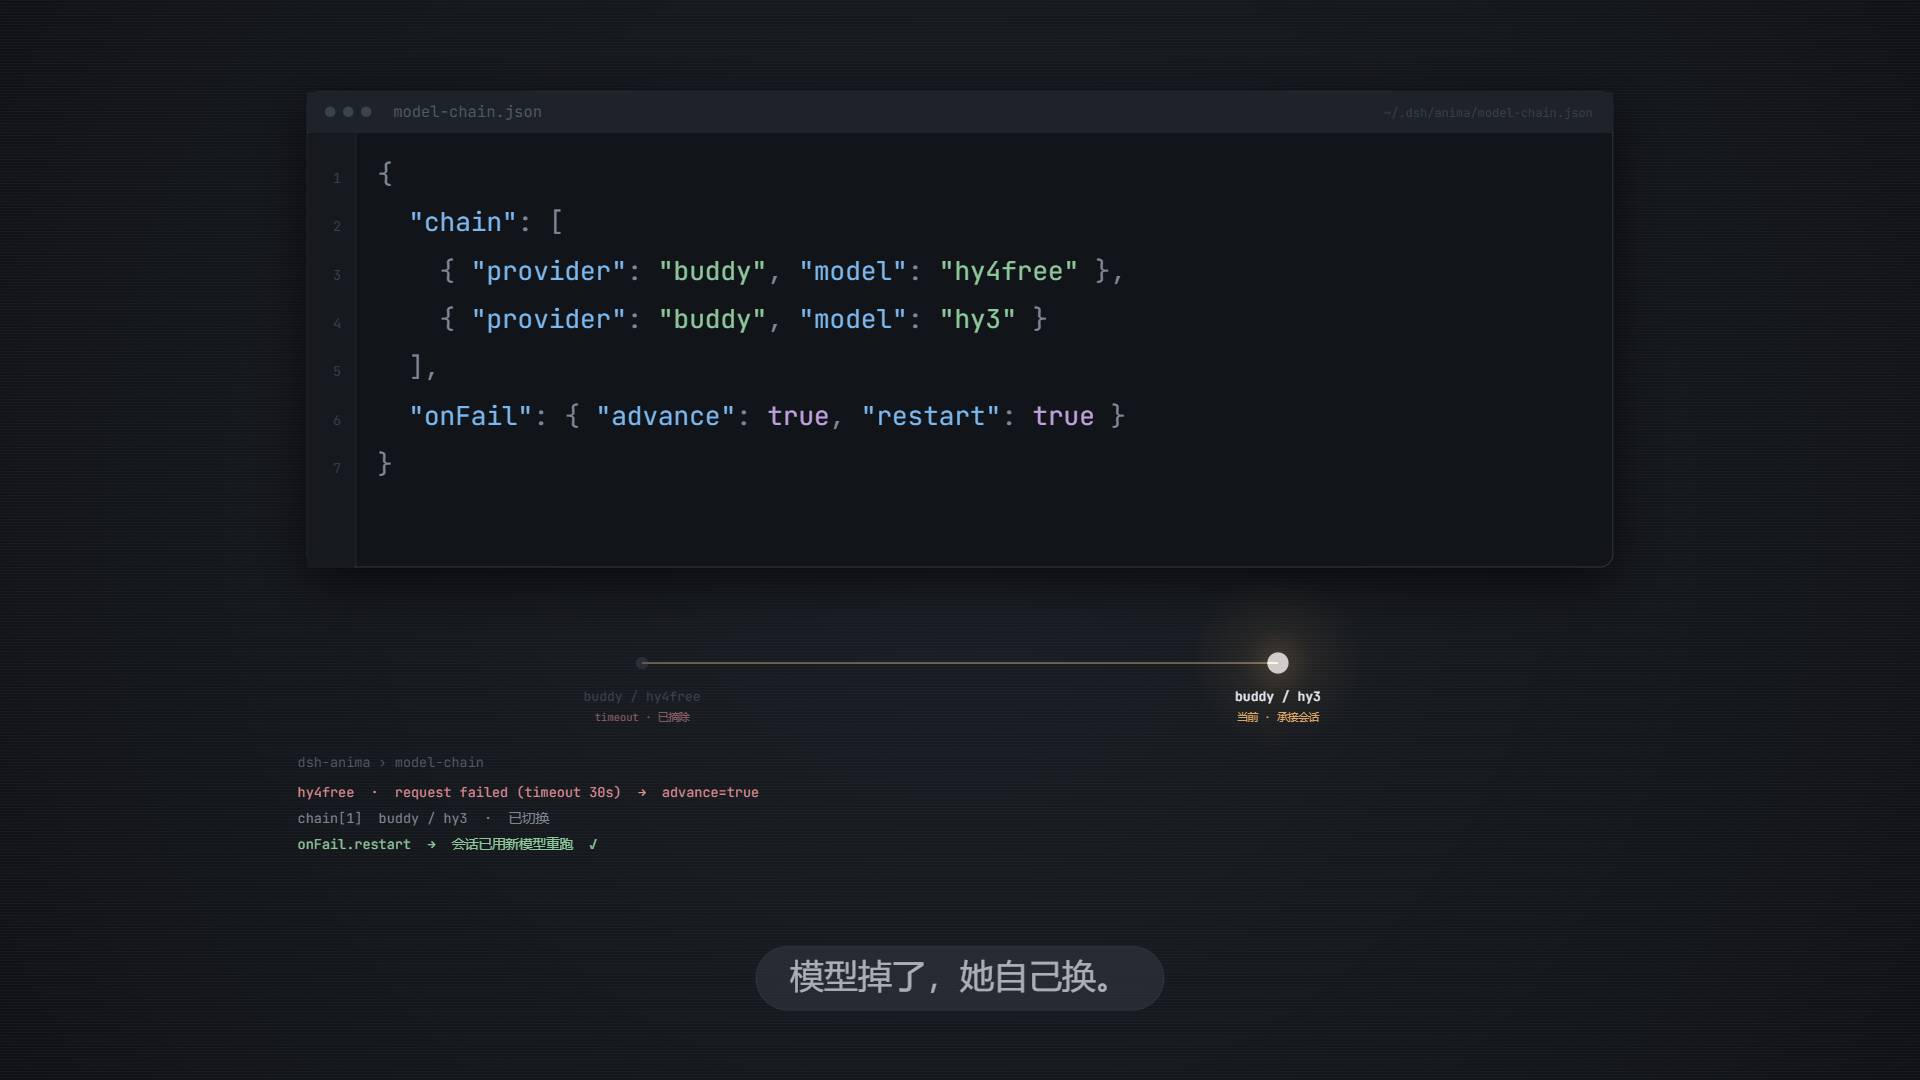 model-chain.json
~/.dsh/anima/model-chain.json
1 {
2 "chain": [
3 { "provider": "buddy", "model": "hy4free" },
4 { "provider": "buddy", "model": "hy3" }
5 ],
6 "onFail": { "advance": true, "restart": true }
7 }
buddy / hy4free
timeout · 已摘除
buddy / hy3
当前 · 承接会话
dsh-anima › model-chain
hy4free · request failed (timeout 30s) → advance=true
chain[1] buddy / hy3 · 已切换
onFail.restart → 会话已用新模型重跑 ✓
模型掉了，她自己换。